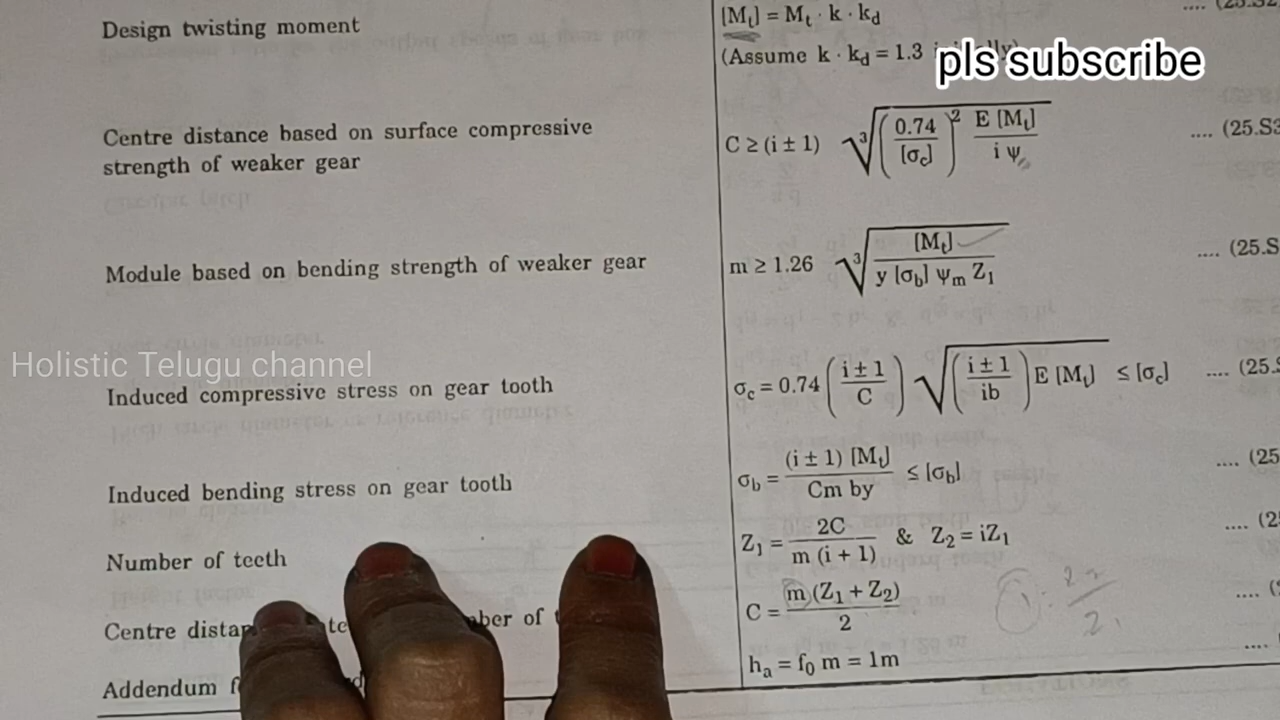 Design twisting moment [Mt] = Mt · k · kd
(Assume k · kd = 1.3
pls subscribe
Centre distance based on surface compressive strength of weaker gear C ≥ (i ± 1) ∛((0.74/[σc])² E [Mt]/(i ψ)) .... (25.S3
Module based on bending strength of weaker gear m ≥ 1.26 ∛([Mt]/(y [σb] ψm Z1)) .... (25.S
Holistic Telugu channel
Induced compressive stress on gear tooth σc = 0.74 ((i ± 1)/C) √(((i ± 1)/ib) E [Mt]) ≤ [σc] .... (25.
Induced bending stress on gear tooth σb = (i ± 1) [Mt]/(Cm by) ≤ [σb] .... (25
Number of teeth Z1 = 2C/(m (i + 1)) & Z2 = iZ1
Centre C = m (Z1 + Z2)/2
Addendum ha = f0 m = 1m